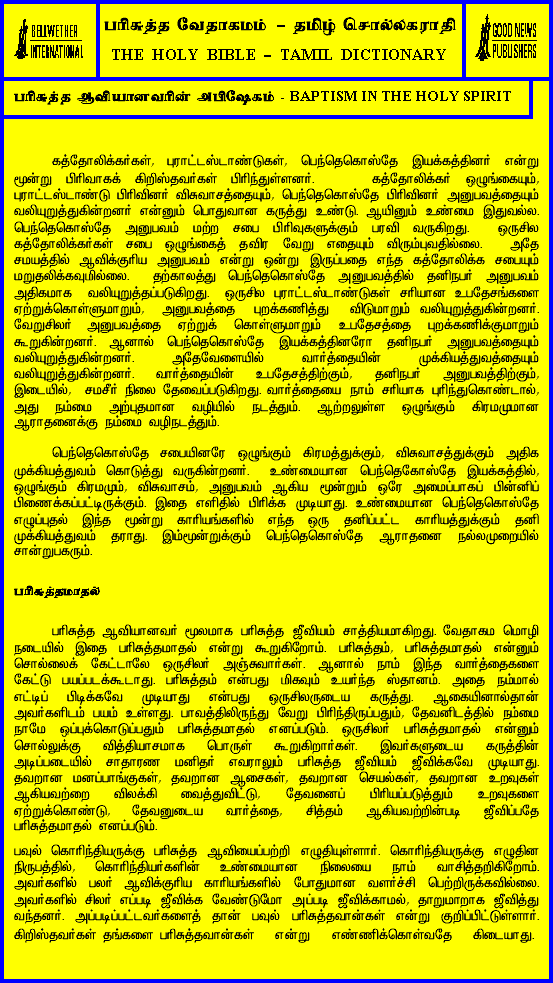 BELLWETHER
INTERNATIONAL
பரிசுத்த வேதாகமம் – தமிழ் சொல்லகராதி
THE HOLY BIBLE – TAMIL DICTIONARY
GOOD NEWS
PUBLISHERS
பரிசுத்த ஆவியானவரின் அபிஷேகம் - BAPTISM IN THE HOLY SPIRIT
கத்தோலிக்கர்கள், புராட்டஸ்டாண்டுகள், பெந்தெகொஸ்தே இயக்கத்தினர் என்று
மூன்று பிரிவாகக் கிறிஸ்தவர்கள் பிரிந்துள்ளனர். கத்தோலிக்கர் ஒழுங்கையும்,
புராட்டஸ்டாண்டு பிரிவினர் விசுவாசத்தையும், பெந்தெகொஸ்தே பிரிவினர் அனுபவத்தையும்
வலியுறுத்துகின்றனர் என்னும் பொதுவான கருத்து உண்டு. ஆயினும் உண்மை இதுவல்ல.
பெந்தெகொஸ்தே அனுபவம் மற்ற சபை பிரிவுகளுக்கும் பரவி வருகிறது. ஒருசில
கத்தோலிக்கர்கள் சபை ஒழுங்கைத் தவிர வேறு எதையும் விரும்புவதில்லை. அதே
சமயத்தில் ஆவிக்குரிய அனுபவம் என்று ஒன்று இருப்பதை எந்த கத்தோலிக்க சபையும்
மறுதலிக்கவுமில்லை. தற்காலத்து பெந்தெகொஸ்தே அனுபவத்தில் தனிநபர் அனுபவம்
அதிகமாக வலியுறுத்தப்படுகிறது. ஒருசில புராட்டஸ்டாண்டுகள் சரியான உபதேசங்களை
ஏற்றுக்கொள்ளுமாறும், அனுபவத்தை புறக்கணித்து விடுமாறும் வலியுறுத்துகின்றனர்.
வேறுசிலர் அனுபவத்தை ஏற்றுக் கொள்ளுமாறும் உபதேசத்தை புறக்கணிக்குமாறும்
கூறுகின்றனர். ஆனால் பெந்தெகொஸ்தே இயக்கத்தினரோ தனிநபர் அனுபவத்தையும்
வலியுறுத்துகின்றனர். அதேவேளையில் வார்த்தையின் முக்கியத்துவத்தையும்
வலியுறுத்துகின்றனர். வார்த்தையின் உபதேசத்திற்கும், தனிநபர் அனுபவத்திற்கும்,
இடையில், சமசீர் நிலை தேவைப்படுகிறது. வார்த்தையை நாம் சரியாக புரிந்துகொண்டால்,
அது நம்மை அற்புதமான வழியில் நடத்தும். ஆற்றலுள்ள ஒழுங்கும் கிரமமுமான
ஆராதனைக்கு நம்மை வழிநடத்தும்.
பெந்தெகொஸ்தே சபையினரே ஒழுங்கும் கிரமத்துக்கும், விசுவாசத்துக்கும் அதிக
முக்கியத்துவம் கொடுத்து வருகின்றனர். உண்மையான பெந்தெகோஸ்தே இயக்கத்தில்,
ஒழுங்கும் கிரமமும், விசுவாசம், அனுபவம் ஆகிய மூன்றும் ஒரே அமைப்பாகப் பின்னிப்
பிணைக்கப்பட்டிருக்கும். இதை எளிதில் பிரிக்க முடியாது. உண்மையான பெந்தெகொஸ்தே
எழுப்புதல் இந்த மூன்று காரியங்களில் எந்த ஒரு தனிப்பட்ட காரியத்துக்கும் தனி
முக்கியத்துவம் தராது. இம்மூன்றுக்கும் பெந்தெகொஸ்தே ஆராதனை நல்லமுறையில்
சான்றுபகரும்.
பரிசுத்தமாதல்
பரிசுத்த ஆவியானவர் மூலமாக பரிசுத்த ஜீவியம் சாத்தியமாகிறது. வேதாகம மொழி
நடையில் இதை பரிசுத்தமாதல் என்று கூறுகிறோம். பரிசுத்தம், பரிசுத்தமாதல் என்னும்
சொல்லைக் கேட்டாலே ஒருசிலர் அஞ்சுவார்கள். ஆனால் நாம் இந்த வார்த்தைகளை
கேட்டு பயப்படக்கூடாது. பரிசுத்தம் என்பது மிகவும் உயர்ந்த ஸ்தானம். அதை நம்மால்
எட்டிப் பிடிக்கவே முடியாது என்பது ஒருசிலருடைய கருத்து. ஆகையினால்தான்
அவர்களிடம் பயம் உள்ளது. பாவத்திலிருந்து வேறு பிரிந்திருப்பதும், தேவனிடத்தில் நம்மை
நாமே ஒப்புக்கொடுப்பதும் பரிசுத்தமாதல் எனப்படும். ஒருசிலர் பரிசுத்தமாதல் என்னும்
சொல்லுக்கு வித்தியாசமாக பொருள் கூறுகிறார்கள். இவர்களுடைய கருத்தின்
அடிப்படையில் சாதாரண மனிதர் எவராலும் பரிசுத்த ஜீவியம் ஜீவிக்கவே முடியாது.
தவறான மனப்பாங்குகள், தவறான ஆசைகள், தவறான செயல்கள், தவறான உறவுகள்
ஆகியவற்றை விலக்கி வைத்துவிட்டு, தேவனைப் பிரியப்படுத்தும் உறவுகளை
ஏற்றுக்கொண்டு, தேவனுடைய வார்த்தை, சித்தம் ஆகியவற்றின்படி ஜீவிப்பதே
பரிசுத்தமாதல் எனப்படும்.
பவுல் கொரிந்தியருக்கு பரிசுத்த ஆவியைப்பற்றி எழுதியுள்ளார். கொரிந்தியருக்கு எழுதின
நிருபத்தில், கொரிந்தியர்களின் உண்மையான நிலையை நாம் வாசித்தறிகிறோம்.
அவர்களில் பலர் ஆவிக்குரிய காரியங்களில் போதுமான வளர்ச்சி பெற்றிருக்கவில்லை.
அவர்களில் சிலர் எப்படி ஜீவிக்க வேண்டுமோ அப்படி ஜீவிக்காமல், தாறுமாறாக ஜீவித்து
வந்தனர். அப்படிப்பட்டவர்களைத் தான் பவுல் பரிசுத்தவான்கள் என்று குறிப்பிட்டுள்ளார்.
கிறிஸ்தவர்கள் தங்களை பரிசுத்தவான்கள் என்று எண்ணிக்கொள்வதே கிடையாது.